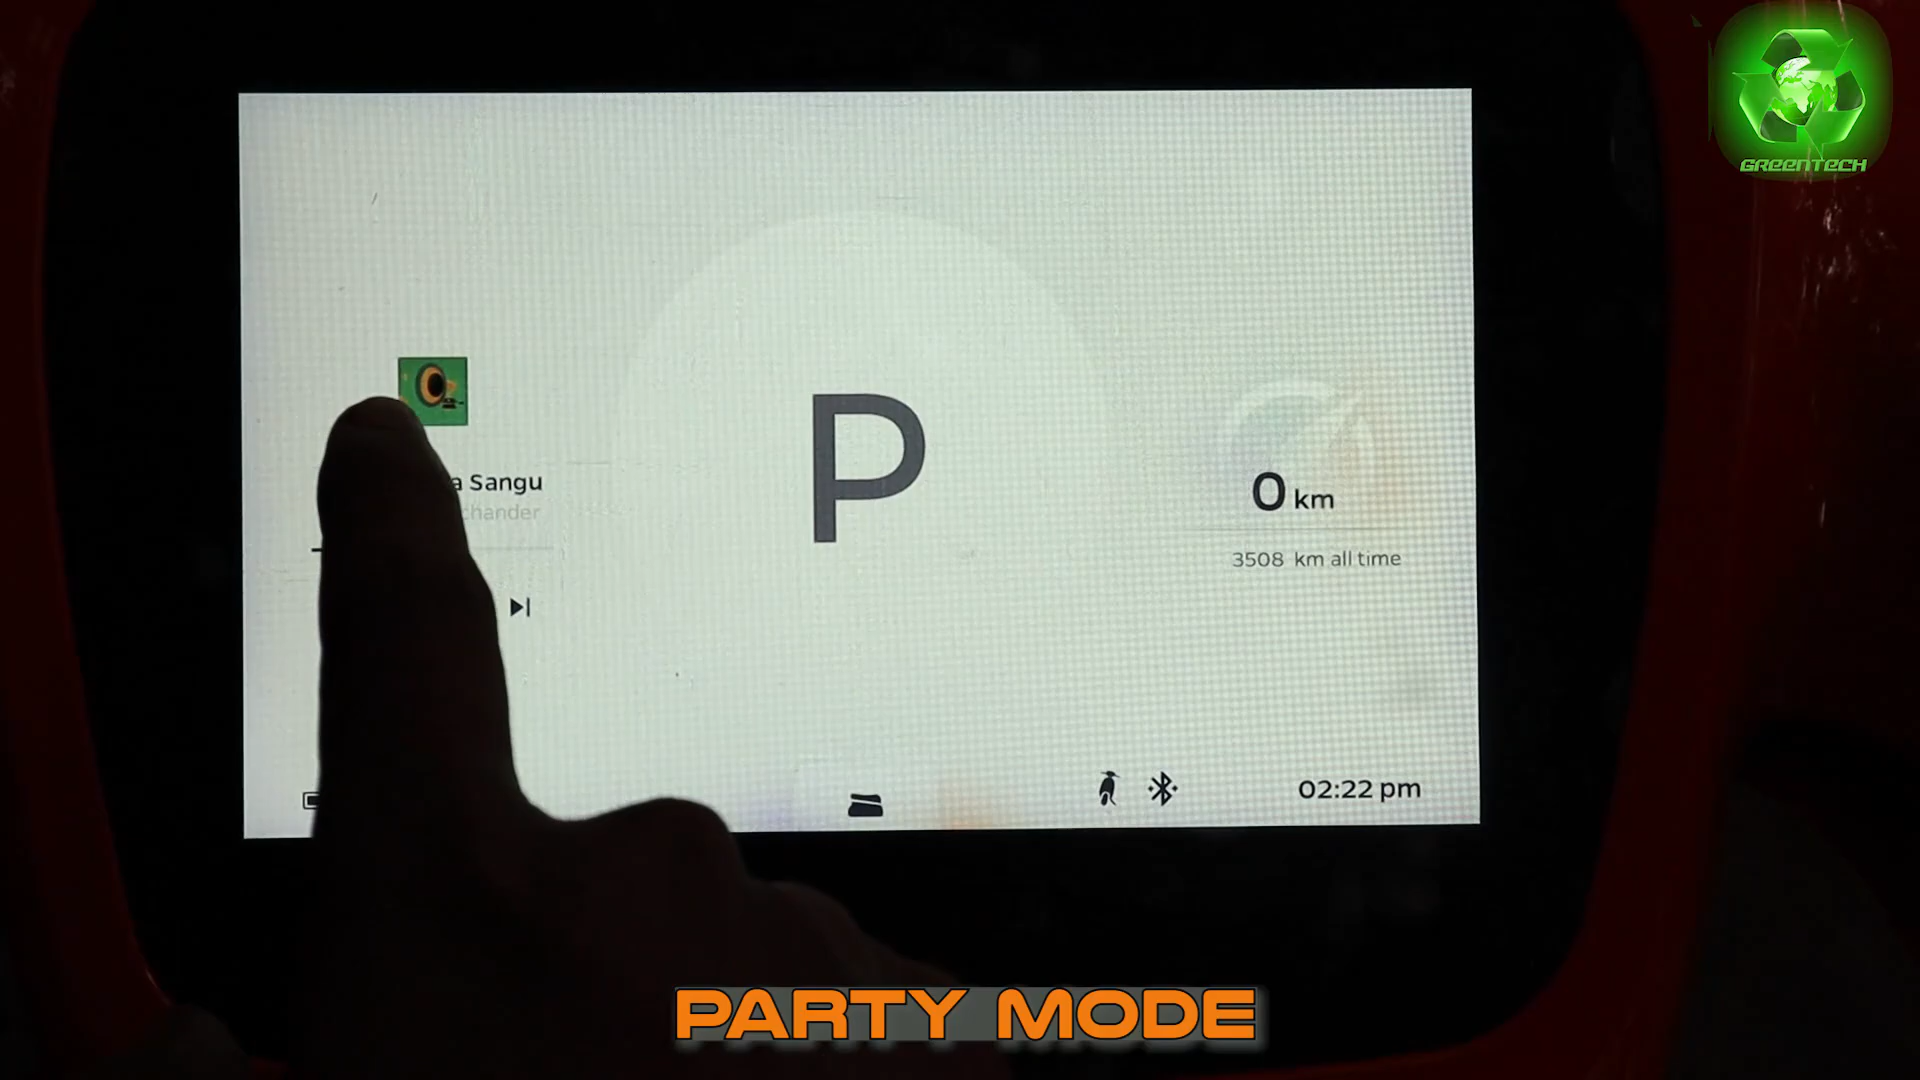 GREENTECH
a Sangu
chander
P
0 km
3508 km all time
02:22 pm
PARTY MODE